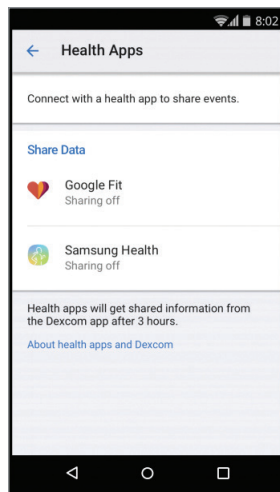 8:02
Health Apps
Connect with a health app to share events.
Share Data
Google Fit
Sharing off
Samsung Health
Sharing off
Health apps will get shared information from
the Dexcom app after 3 hours.
About health apps and Dexcom